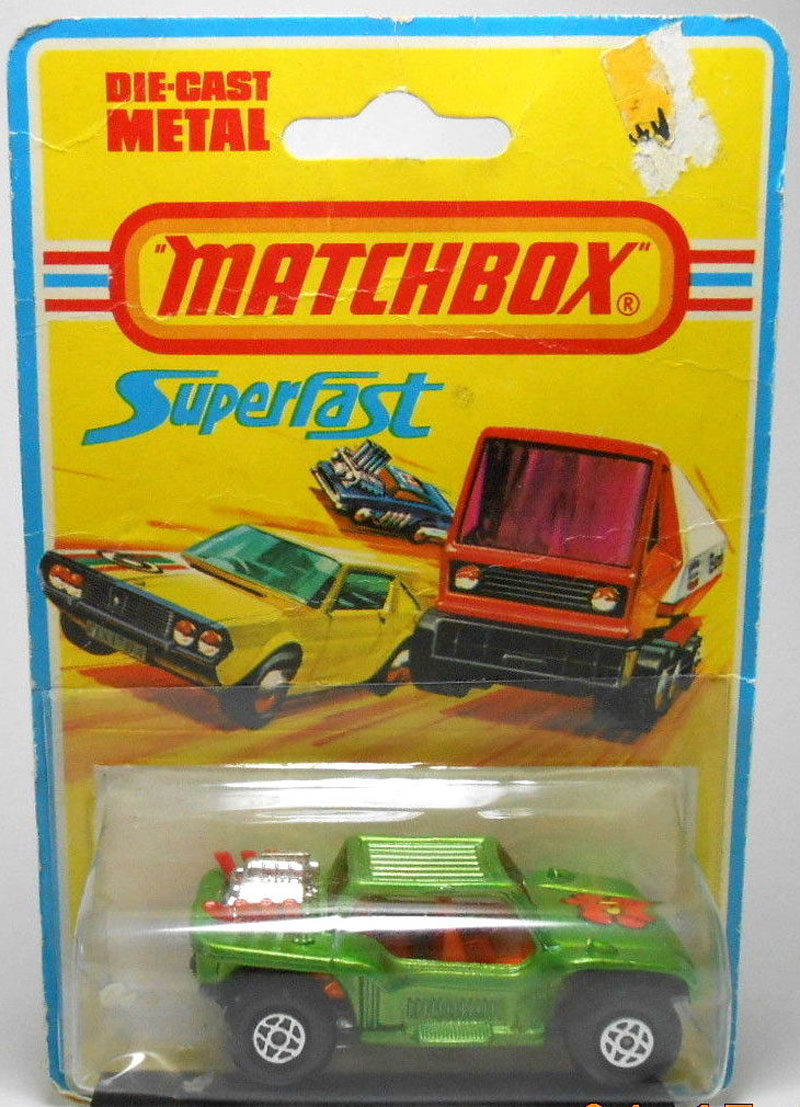 DIE-CAST
METAL
"MATCHBOX"®
Superfast